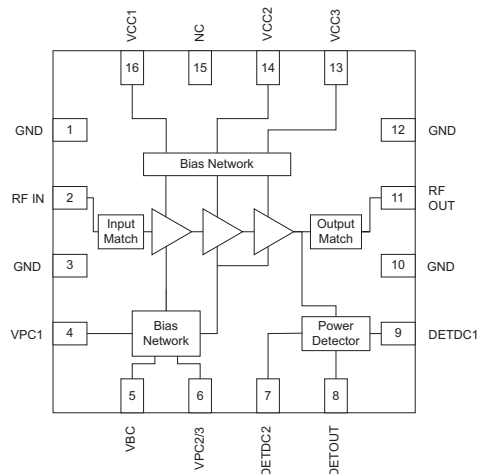 VCC1
NC
VCC2
VCC3
16
15
14
13
GND
1
12
GND
Bias Network
RF IN
2
11
RF
OUT
Input
Match
Output
Match
GND
3
10
GND
VPC1
4
Bias
Network
Power
Detector
9
DETDC1
5
6
7
8
VBC
VPC2/3
DETDC2
DETOUT